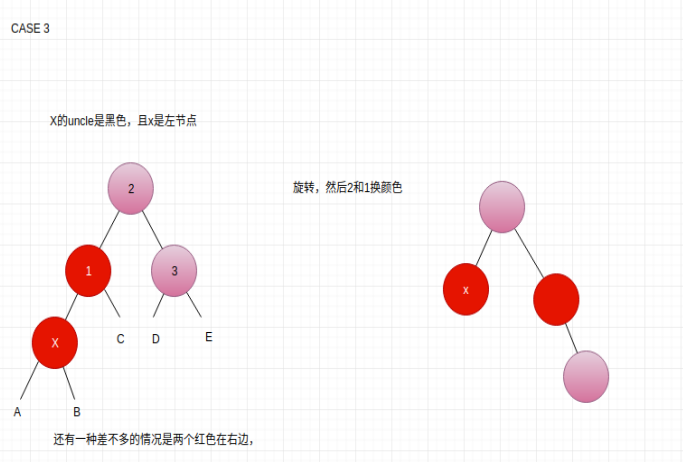 CASE 3
X的uncle是黑色，且x是左节点
旋转，然后2和1换颜色
2
1
3
x
X
C
D
E
A
B
还有一种差不多的情况是两个红色在右边，